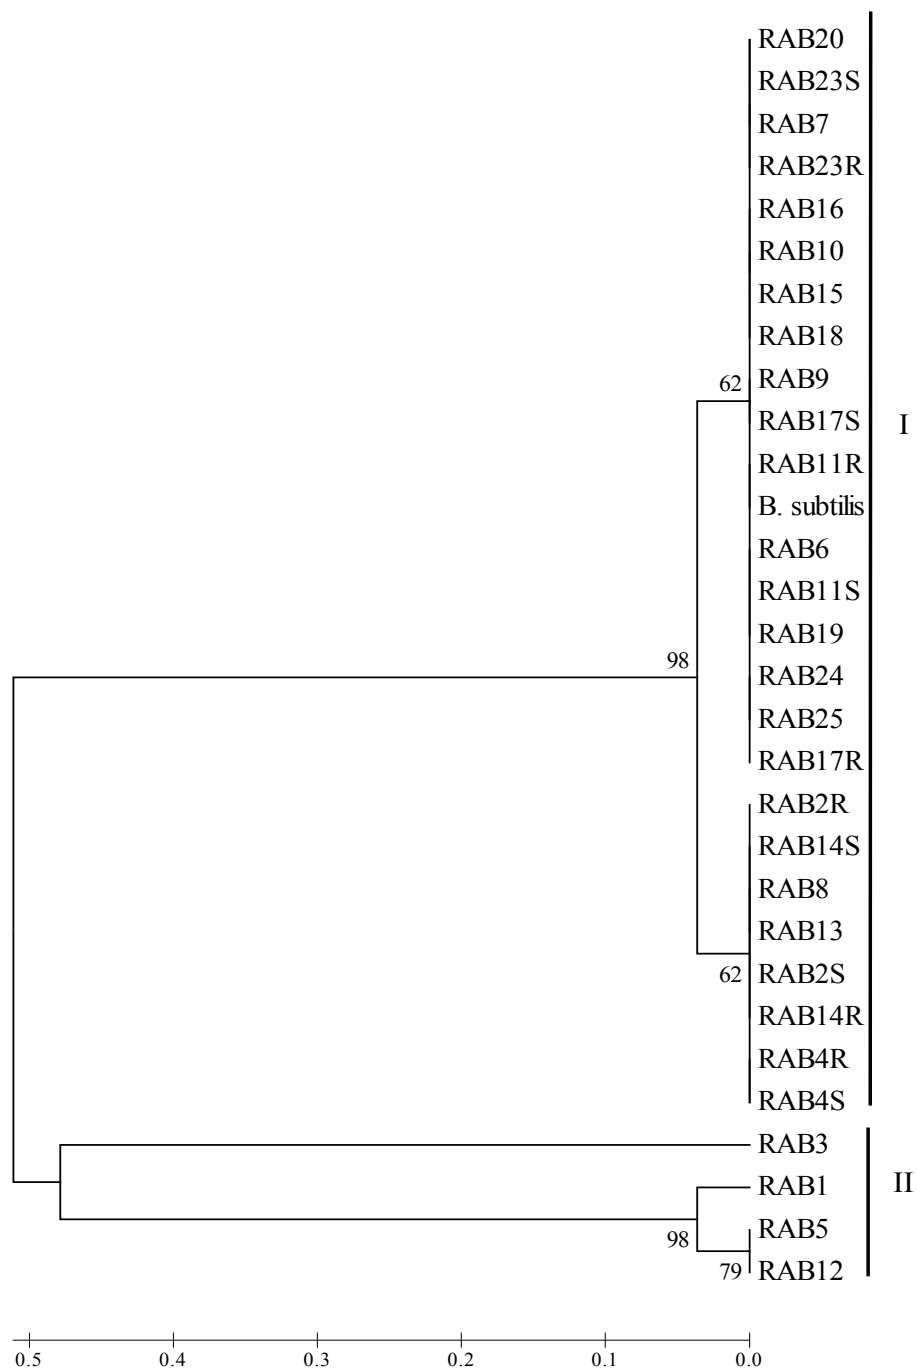 RAB20
RAB23S
RAB7
RAB23R
RAB16
RAB10
RAB15
RAB18
62
RAB9
RAB17S
I
RAB11R
B. subtilis
RAB6
RAB11S
RAB19
98
RAB24
RAB25
RAB17R
RAB2R
RAB14S
RAB8
RAB13
62
RAB2S
RAB14R
RAB4R
RAB4S
RAB3
RAB1
II
RAB5
98
79
RAB12
0.5 0.4 0.3 0.2 0.1 0.0